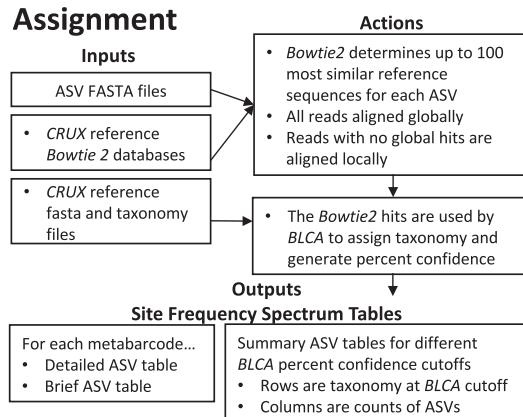 Assignment
Inputs
ASV FASTA files
• CRUX reference
Bowtie 2 databases
• CRUX reference
fasta and taxonomy
files
Actions
• Bowtie2 determines up to 100
most similar reference
sequences for each ASV
• All reads aligned globally
• Reads with no global hits are
aligned locally
• The Bowtie2 hits are used by
BLCA to assign taxonomy and
generate percent confidence
Outputs
Site Frequency Spectrum Tables
For each metabarcode...
• Detailed ASV table
• Brief ASV table
Summary ASV tables for different
BLCA percent confidence cutoffs
• Rows are taxonomy at BLCA cutoff
• Columns are counts of ASVs